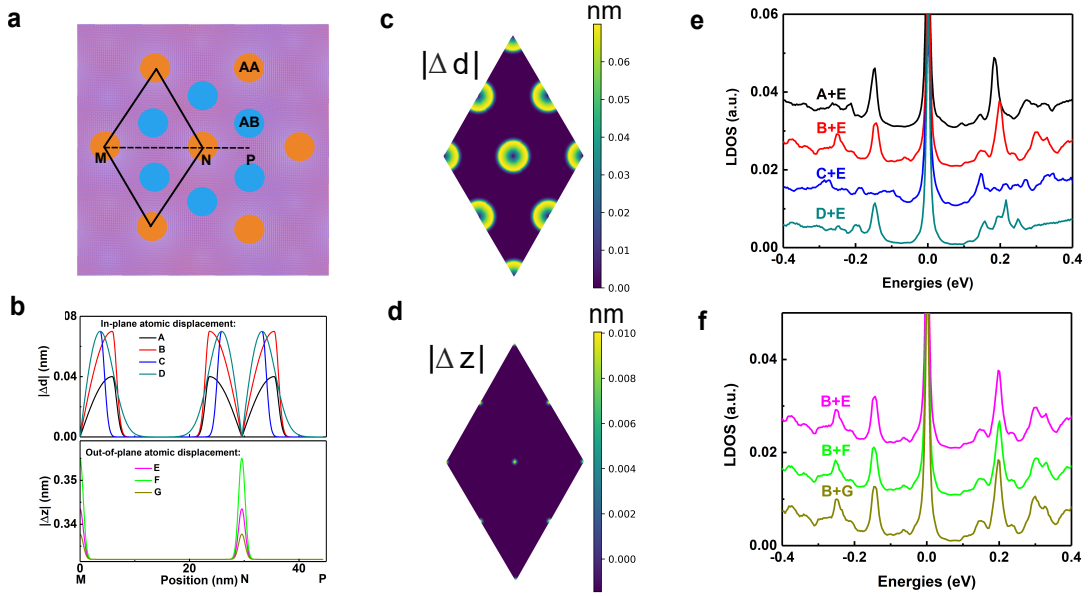 a
AA
AB
M
N
P
b
08
0.04
0.00
|Δd| (nm)
In-plane atomic displacement:
A
B
C
D
Out-of-plane atomic displacement:
E
F
G
0.35
0.34
|Δz| (nm)
0
20
40
M
Position (nm)
N
P
c
|Δ d|
nm
0.07
0.06
0.05
0.04
0.03
0.02
0.01
0.00
d
|Δ z|
nm
0.010
0.008
0.006
0.004
0.002
0.000
e
0.06
0.04
0.02
0.00
LDOS (a.u.)
A+E
B+E
C+E
D+E
-0.4
-0.2
0.0
0.2
0.4
Energies (eV)
f
0.04
0.02
0.00
LDOS (a.u.)
B+E
B+F
B+G
-0.4
-0.2
0.0
0.2
0.4
Energies (eV)